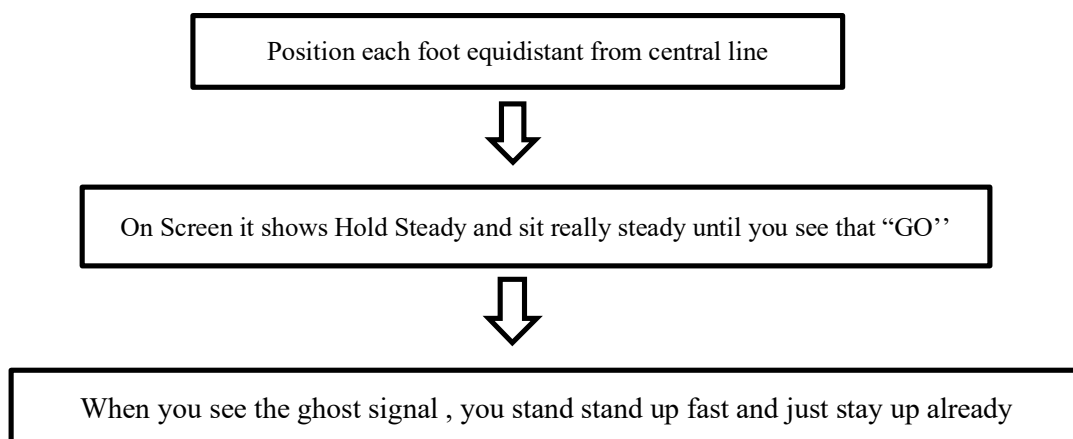 Position each foot equidistant from central line
On Screen it shows Hold Steady and sit really steady until you see that “GO’’
When you see the ghost signal , you stand stand up fast and just stay up already